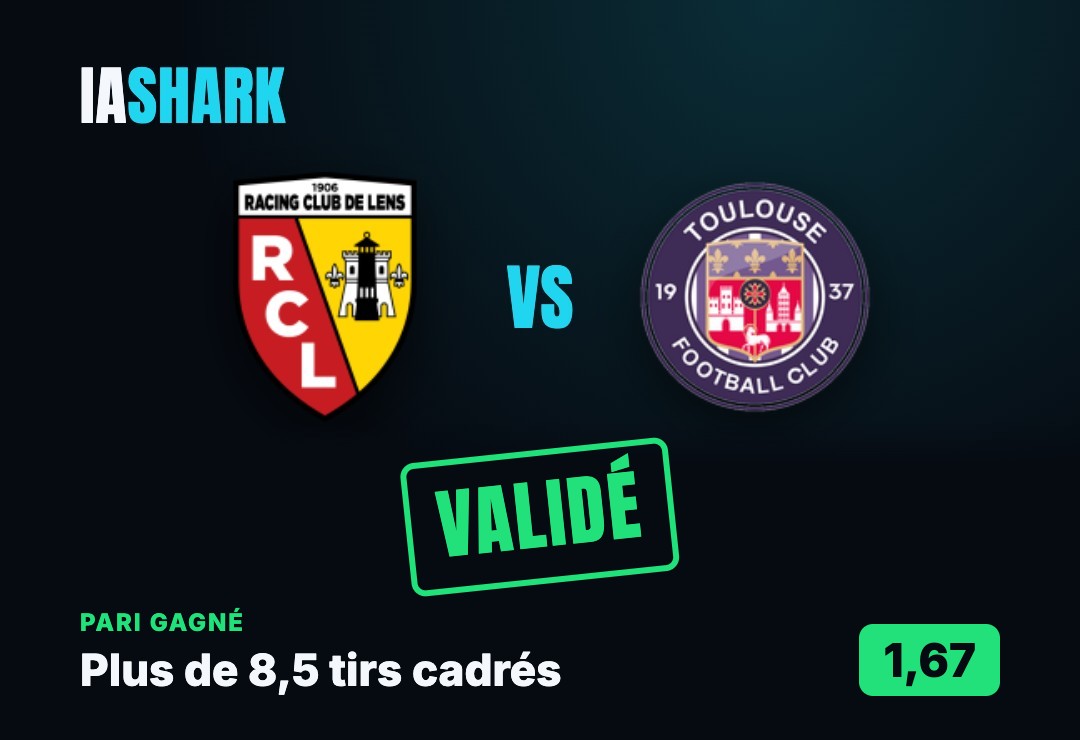 IASHARK
1906
RACING CLUB DE LENS
R
C
L
VS
TOULOUSE
19 37
FOOTBALL CLUB
VALIDÉ
PARI GAGNÉ
Plus de 8,5 tirs cadrés
1,67